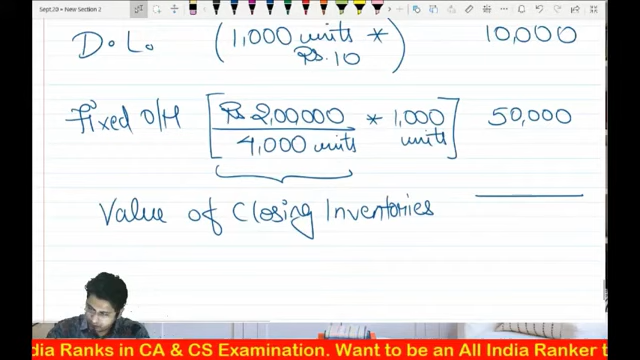 Sept.20 • New Section 2
D.L. (1,000 units * Rs.10) 10,000
Fixed O/H [Rs 2,00,000 / 4,000 units * 1,000 units] 50,000
Value of Closing Inventories
dia Ranks in CA & CS Examination. Want to be an All India Ranker t